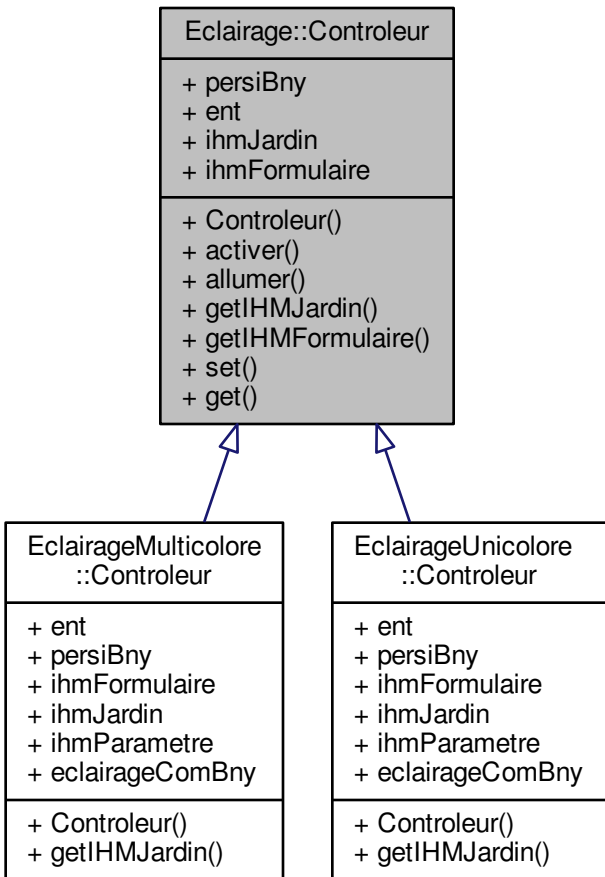 Eclairage::Controleur
+ persiBny
+ ent
+ ihmJardin
+ ihmFormulaire
+ Controleur()
+ activer()
+ allumer()
+ getIHMJardin()
+ getIHMFormulaire()
+ set()
+ get()
EclairageMulticolore
::Controleur
+ ent
+ persiBny
+ ihmFormulaire
+ ihmJardin
+ ihmParametre
+ eclairageComBny
+ Controleur()
+ getIHMJardin()
EclairageUnicolore
::Controleur
+ ent
+ persiBny
+ ihmFormulaire
+ ihmJardin
+ ihmParametre
+ eclairageComBny
+ Controleur()
+ getIHMJardin()